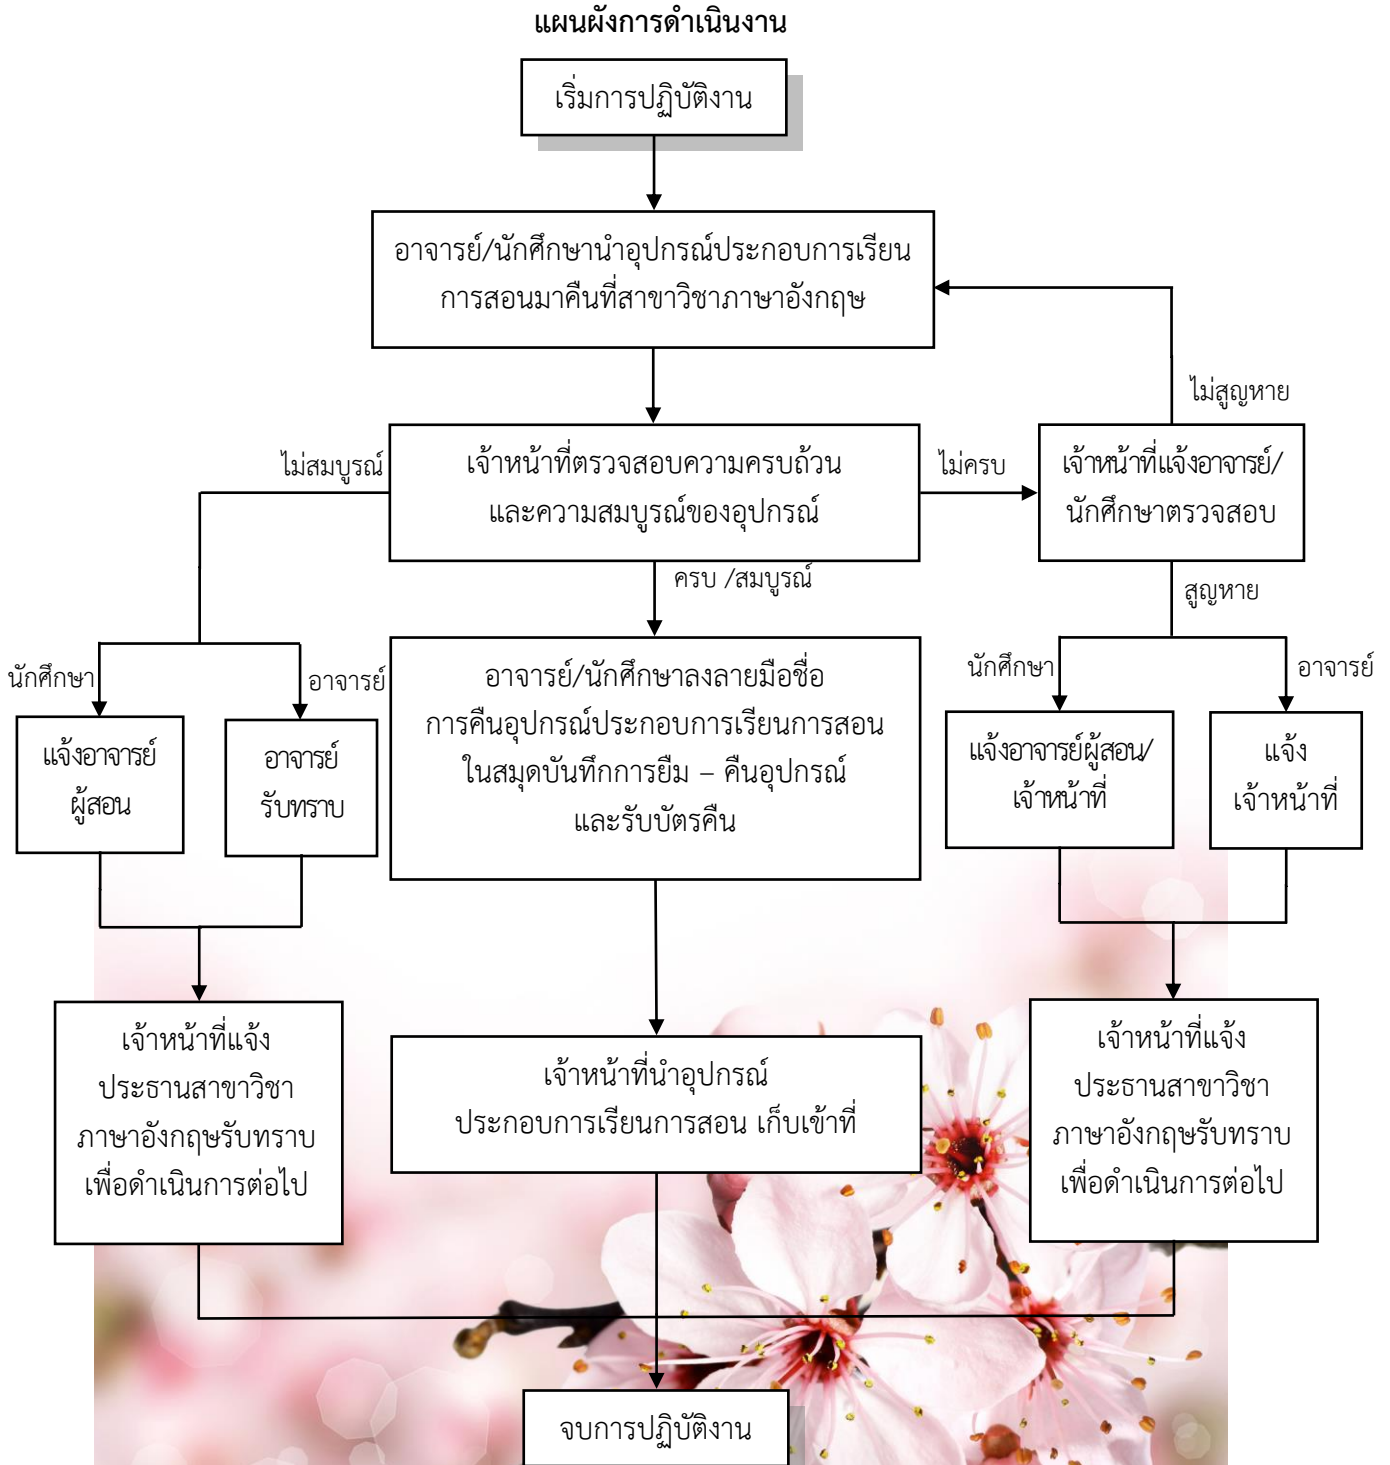 แผนผังการดำเนินงาน
เริ่มการปฏิบัติงาน
อาจารย์/นักศึกษานำอุปกรณ์ประกอบการเรียน
การสอนมาคืนที่สาขาวิชาภาษาอังกฤษ
ไม่สูญหาย
ไม่สมบูรณ์
เจ้าหน้าที่ตรวจสอบความครบถ้วน
และความสมบูรณ์ของอุปกรณ์
ไม่ครบ
เจ้าหน้าที่แจ้งอาจารย์/
นักศึกษาตรวจสอบ
ครบ /สมบูรณ์
สูญหาย
นักศึกษา
อาจารย์
แจ้งอาจารย์
ผู้สอน
อาจารย์
รับทราบ
อาจารย์/นักศึกษาลงลายมือชื่อ
การคืนอุปกรณ์ประกอบการเรียนการสอน
ในสมุดบันทึกการยืม – คืนอุปกรณ์
และรับบัตรคืน
นักศึกษา
อาจารย์
แจ้งอาจารย์ผู้สอน/
เจ้าหน้าที่
แจ้ง
เจ้าหน้าที่
เจ้าหน้าที่แจ้ง
ประธานสาขาวิชา
ภาษาอังกฤษรับทราบ
เพื่อดำเนินการต่อไป
เจ้าหน้าที่นำอุปกรณ์
ประกอบการเรียนการสอน เก็บเข้าที่
เจ้าหน้าที่แจ้ง
ประธานสาขาวิชา
ภาษาอังกฤษรับทราบ
เพื่อดำเนินการต่อไป
จบการปฏิบัติงาน